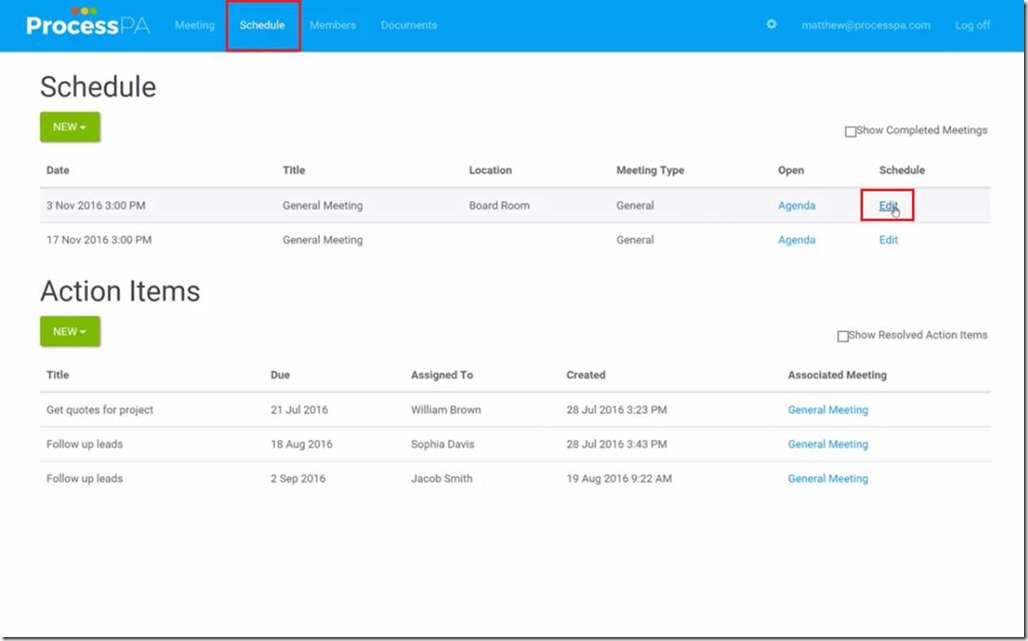 ProcessPA Meeting Schedule Members Documents matthew@processpa.com Log off
Schedule
NEW
Show Completed Meetings
Date Title Location Meeting Type Open Schedule
3 Nov 2016 3:00 PM General Meeting Board Room General Agenda Edit
17 Nov 2016 3:00 PM General Meeting General Agenda Edit
Action Items
NEW
Show Resolved Action Items
Title Due Assigned To Created Associated Meeting
Get quotes for project 21 Jul 2016 William Brown 28 Jul 2016 3:23 PM General Meeting
Follow up leads 18 Aug 2016 Sophia Davis 28 Jul 2016 3:43 PM General Meeting
Follow up leads 2 Sep 2016 Jacob Smith 19 Aug 2016 9:22 AM General Meeting